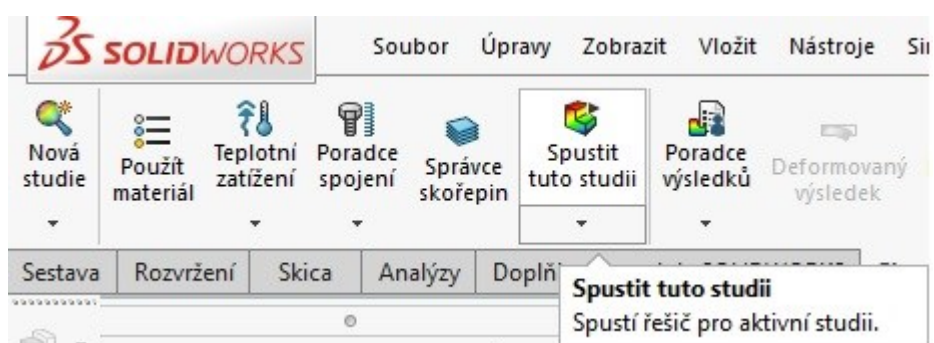 SOLIDWORKS Soubor Úpravy Zobrazit Vložit Nástroje
Nová studie
Použít materiál
Teplotní zatížení
Poradce spojení
Správce skořepin
Spustit tuto studii
Poradce výsledků
Deformovaný výsledek
Sestava Rozvržení Skica Analýzy
Spustit tuto studii
Spustí řešič pro aktivní studii.